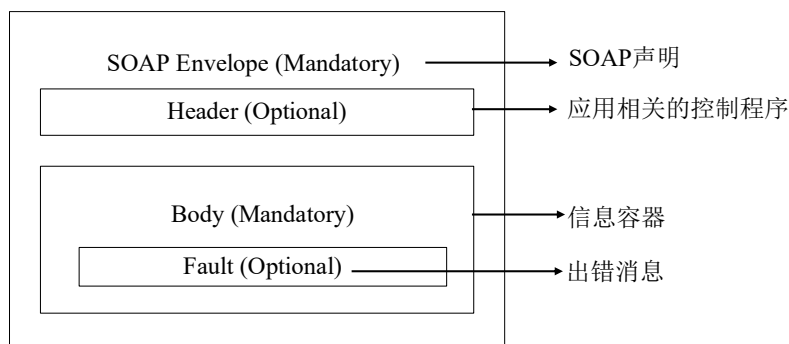 SOAP Envelope (Mandatory)
SOAP声明
Header (Optional)
应用相关的控制程序
Body (Mandatory)
信息容器
Fault (Optional)
出错消息